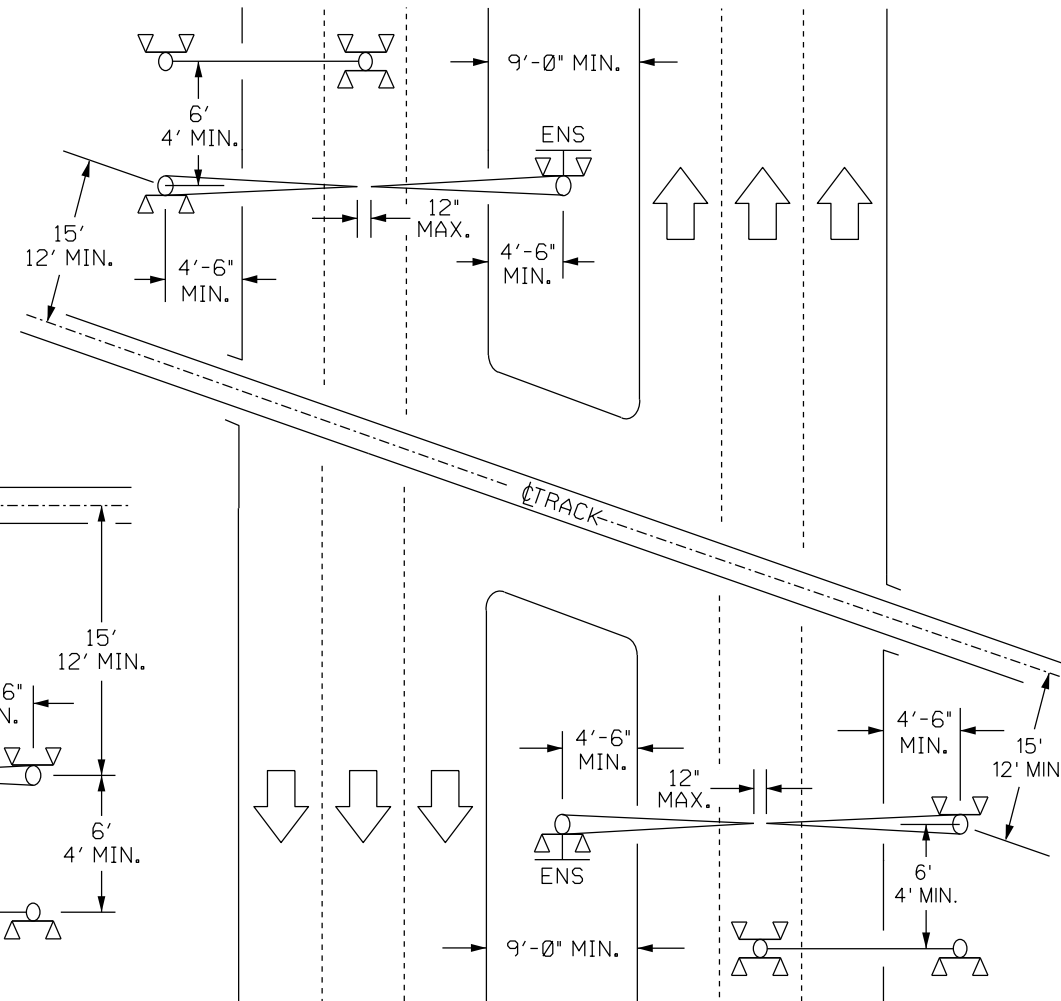 9'-0" MIN.
6'
4' MIN.
ENS
12"
MAX.
15'
12' MIN.
4'-6"
MIN.
4'-6"
MIN.
℄ TRACK
15'
12' MIN.
6"
N.
6'
4' MIN.
4'-6"
MIN.
4'-6"
MIN.
15'
12' MIN
12"
MAX.
ENS
6'
4' MIN.
9'-0" MIN.